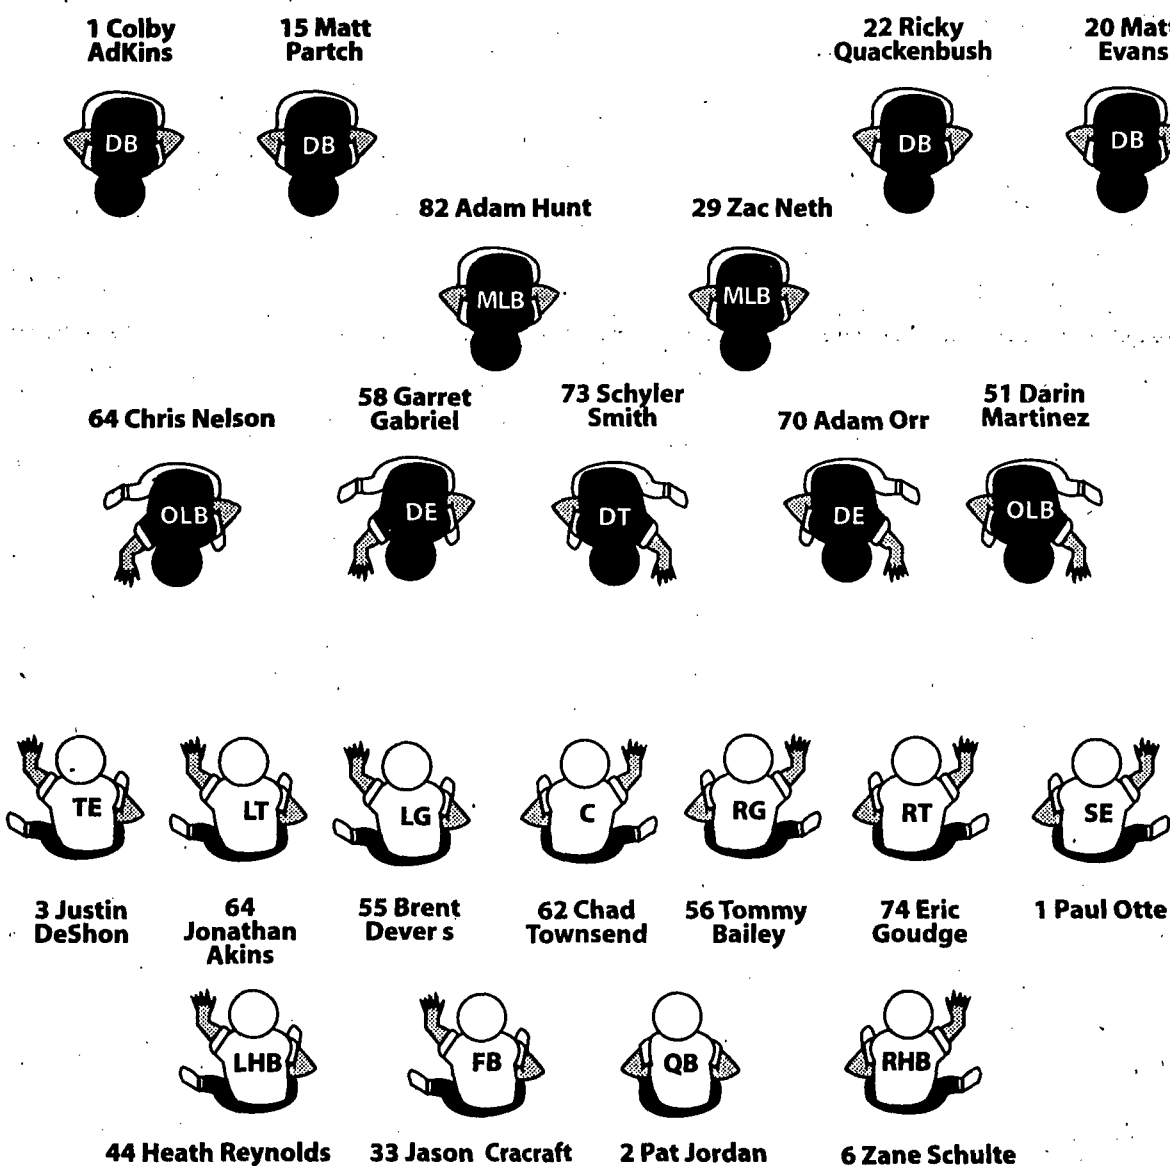 1 Colby
AdKins
15 Matt
Partch
22 Ricky
Quackenbush
20 Matt
Evans
DB
DB
DB
DB
82 Adam Hunt
29 Zac Neth
MLB
MLB
64 Chris Nelson
58 Garret
Gabriel
73 Schyler
Smith
70 Adam Orr
51 Darin
Martinez
OLB
DE
DT
DE
OLB
TE
LT
LG
C
RG
RT
SE
3 Justin
DeShon
64
Jonathan
Akins
55 Brent
Dever s
62 Chad
Townsend
56 Tommy
Bailey
74 Eric
Goudge
1 Paul Otte
LHB
FB
QB
RHB
44 Heath Reynolds
33 Jason Cracraft
2 Pat Jordan
6 Zane Schulte